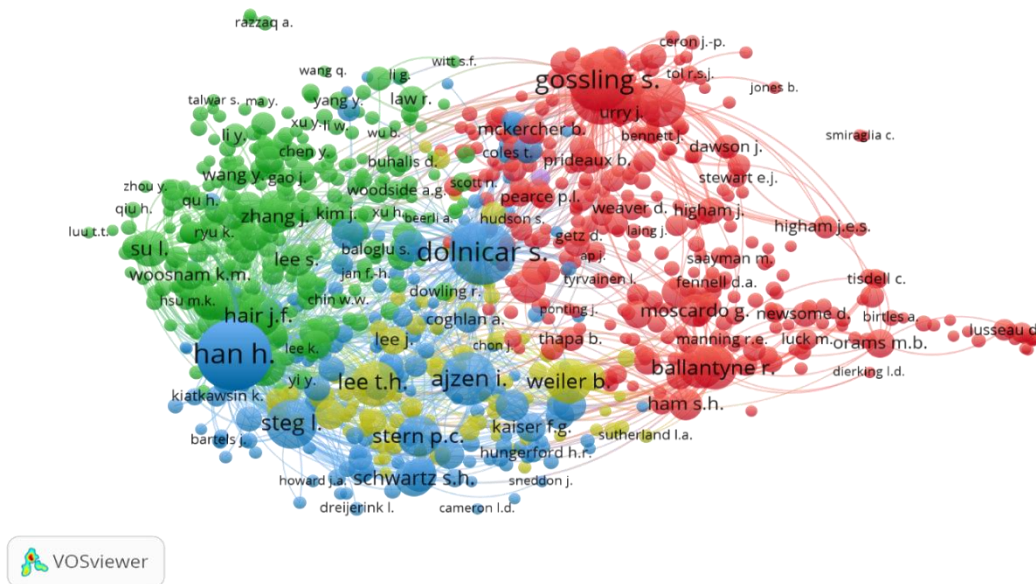 razzaq a.
ceron j.-p.
witt s.f.
wang q.
li g.
gossling s.
tol r.s.j.
jones b.
talwar s.
ma y.
yang y.
law r.
urry j.
xu y.
li w.
li y.
wu b.
mckercher b.
bennett j.
smiraglia c.
dawson j.
chen y.
buhalis d.
coles t.
prideaux b.
wang y.
gao j.
stewart e.j.
zhou y.
qu h.
woodside a.g.
scott n.
pearce p.l.
qiu h.
zhang j.
kim j.
xu h.
beerli a.
hudson s.
weaver d.
higham j.
higham j.e.s.
luu t.t.
ryu k.
getz d.
laing j.
su l.
lee s.
baloglu s.
dolnicar s.
ap j.
saayman m.
woosnam k.m.
jan f.-h.
tyrvainen l.
fennell d.a.
tisdell c.
hsu m.k.
chin w.w.
dowling r.
ponting j.
moscardo g.
newsome d.
birtles a.
hair j.f.
coghlan a.
lusseau d.
lee j.
chon j.
thapa b.
manning r.e.
luck m.
orams m.b.
han h.
lee k.
ballantyne r.
dierking l.d.
yi y.
lee t.h.
ajzen i.
weiler b.
kiatkawsin k.
ham s.h.
steg l.
kaiser f.g.
bartels j.
stern p.c.
sutherland l.a.
hungerford h.r.
howard j.a.
schwartz s.h.
sneddon j.
dreijerink l.
cameron l.d.
VOSviewer